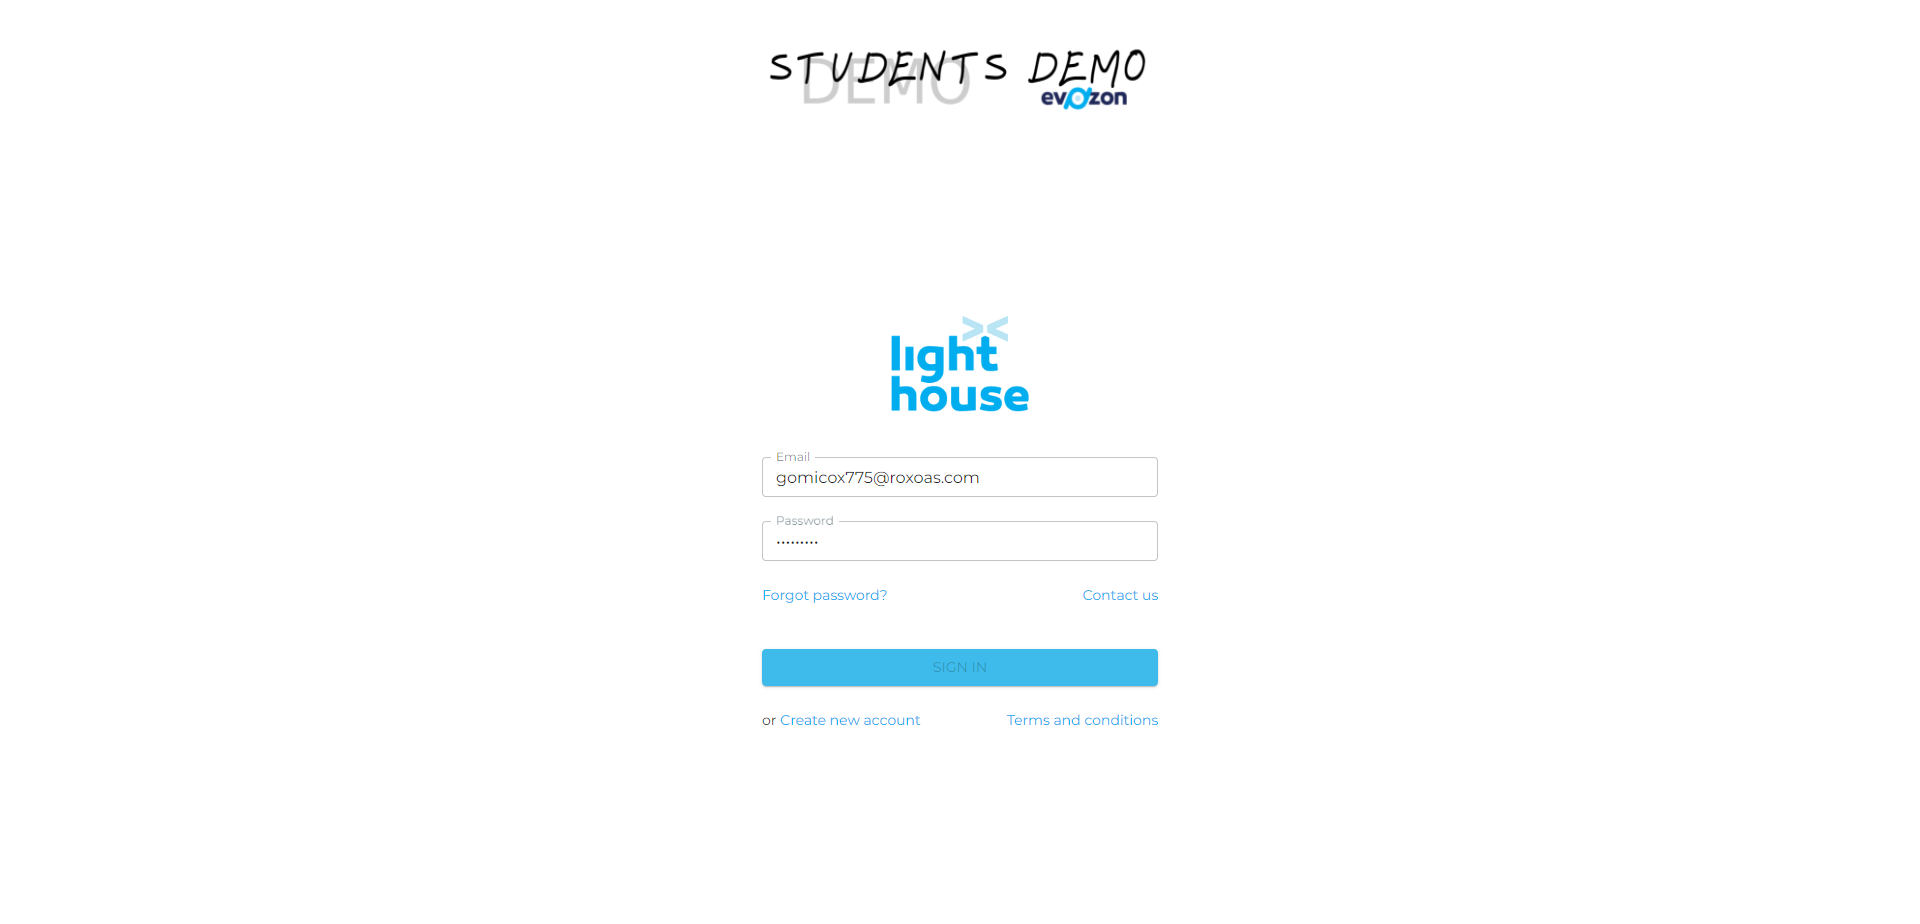 STUDENTS DEMO
DEMO
evozon
light
house
Email
gomicox775@roxoas.com
Password
Forgot password? Contact us
SIGN IN
or Create new account Terms and conditions